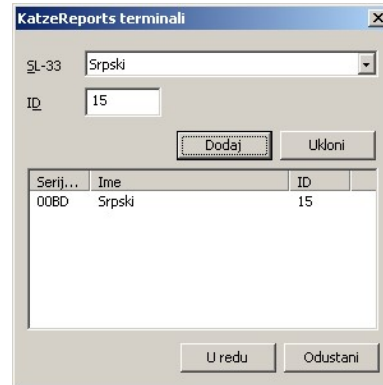 KatzeReports terminali
SL-33 Srpski
ID 15
Dodaj Ukloni
Serij... Ime ID
00BD Srpski 15
U redu Odustani